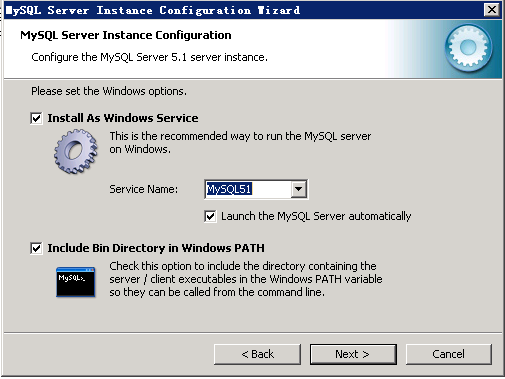 MySQL Server Instance Configuration Wizard
MySQL Server Instance Configuration
Configure the MySQL Server 5.1 server instance.
Please set the Windows options.
Install As Windows Service
This is the recommended way to run the MySQL server
on Windows.
Service Name:
MySQL51
Launch the MySQL Server automatically
Include Bin Directory in Windows PATH
MySQL>_
Check this option to include the directory containing the
server / client executables in the Windows PATH variable
so they can be called from the command line.
< Back
Next >
Cancel